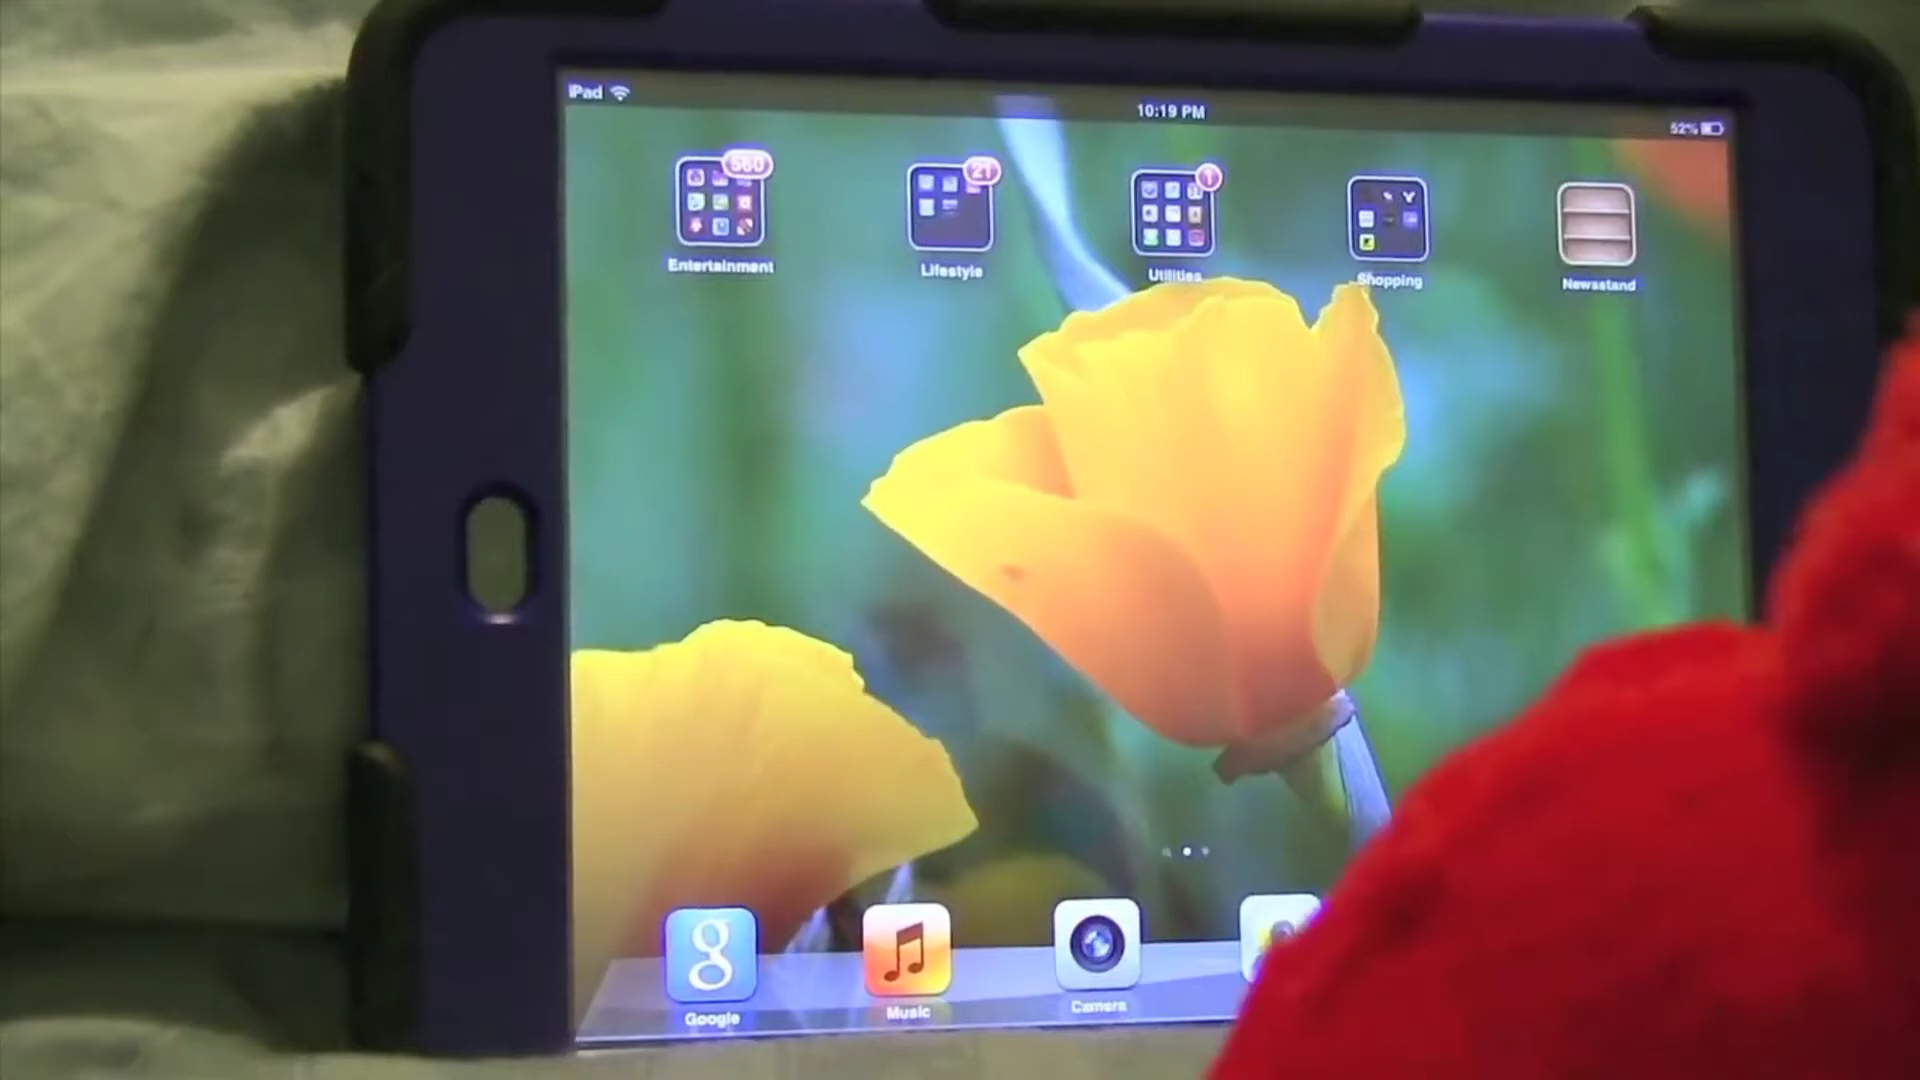 iPad
10:19 PM
52%
560
21
1
Entertainment
Lifestyle
Utilities
Shopping
Newsstand
g
Google
Music
Camera